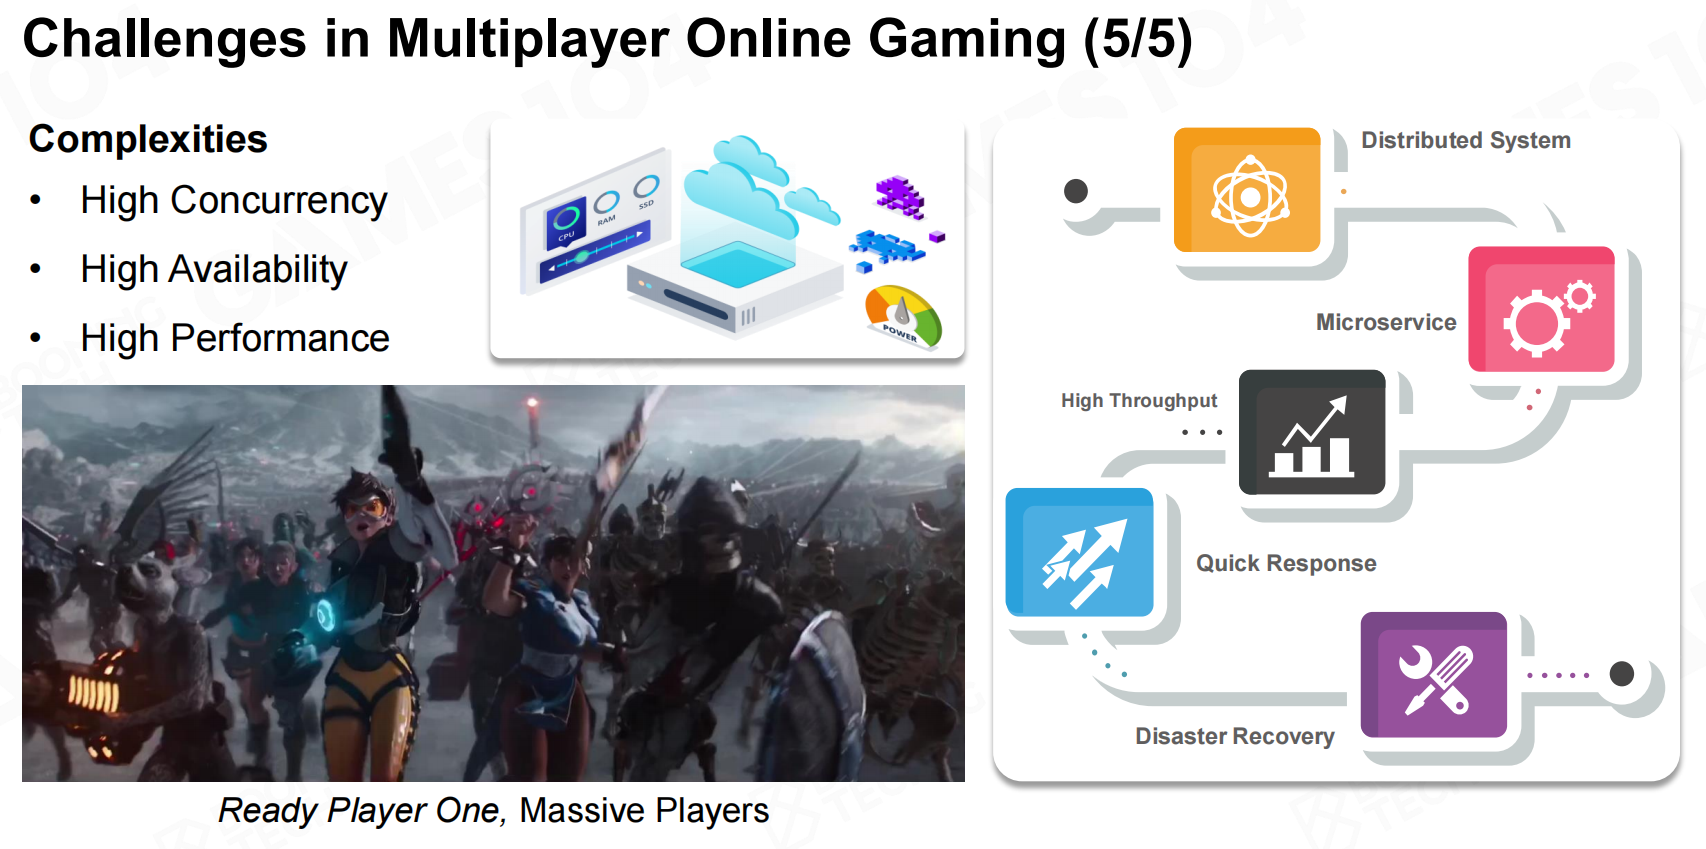 Challenges in Multiplayer Online Gaming (5/5)
Complexities
• High Concurrency
• High Availability
• High Performance
CPU
RAM
SSD
POWER
Ready Player One, Massive Players
Distributed System
Microservice
High Throughput
Quick Response
Disaster Recovery
GAMES104